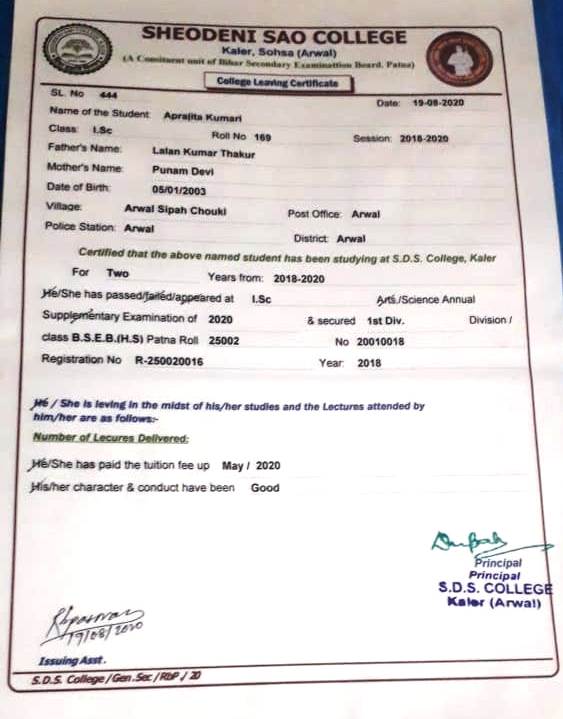 SHEODENI SAO COLLEGE
Kaler, Sohsa (Arwal)
(A Constituent unit of Bihar Secondary Examination Board, Patna)
College Leaving Certificate
SL. No 444 Date: 19-08-2020
Name of the Student: Aprajita Kumari
Class: I.Sc Roll No 169 Session: 2018-2020
Father's Name: Lalan Kumar Thakur
Mother's Name: Punam Devi
Date of Birth: 05/01/2003
Village: Arwal Sipah Chouki Post Office: Arwal
Police Station: Arwal District: Arwal
Certified that the above named student has been studying at S.D.S. College, Kaler
For Two Years from: 2018-2020
He/She has passed/failed/appeared at I.Sc Arts./Science Annual
Supplementary Examination of 2020 & secured 1st Div. Division /
class B.S.E.B.(H.S) Patna Roll 25002 No 20010018
Registration No R-250020016 Year: 2018
He / She is leving in the midst of his/her studies and the Lectures attended by
him/her are as follows:-
Number of Lecures Delivered:
He/She has paid the tuition fee up May / 2020
His/her character & conduct have been Good
Principal
Principal
S.D.S. COLLEGE
Kaler (Arwal)
19/08/2020
Issuing Asst.
S.D.S. College/Gen.Sec/RbP/20